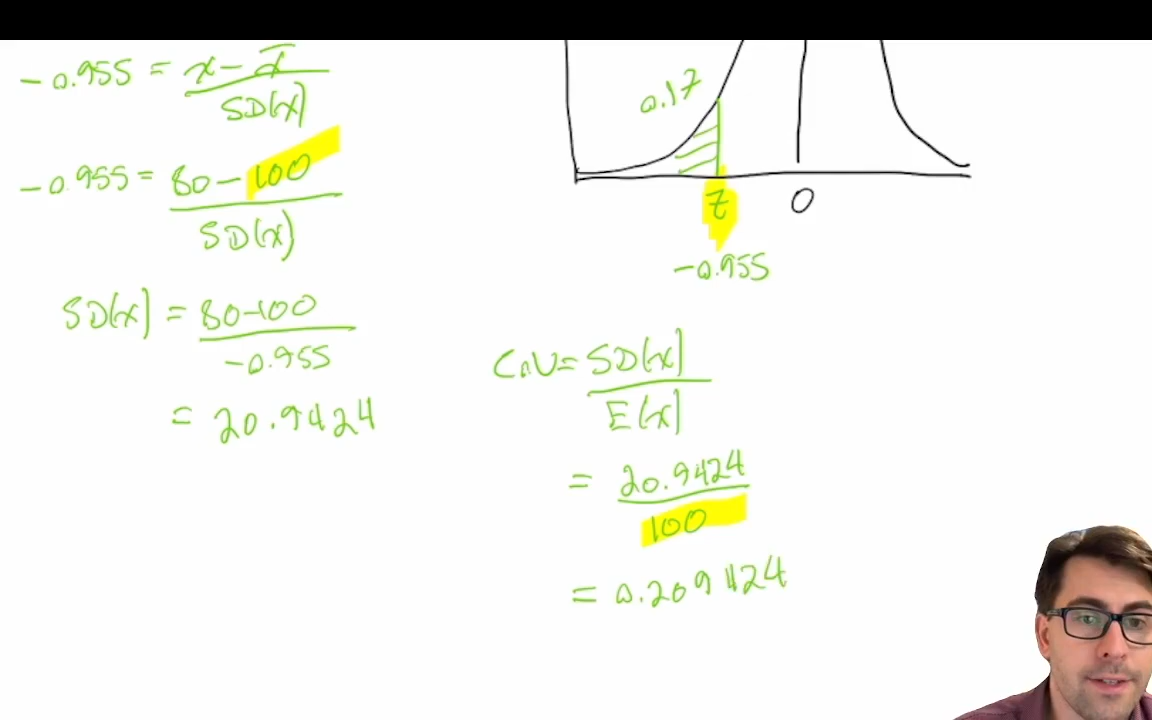 -0.955 = x - x̄
SD(x)
-0.955 = 80 - 100
SD(x)
SD(x) = 80-100
-0.955
= 20.9424
0.17
z 0
-0.955
CoV = SD(x)
E(x)
= 20.9424
100
= 0.209424